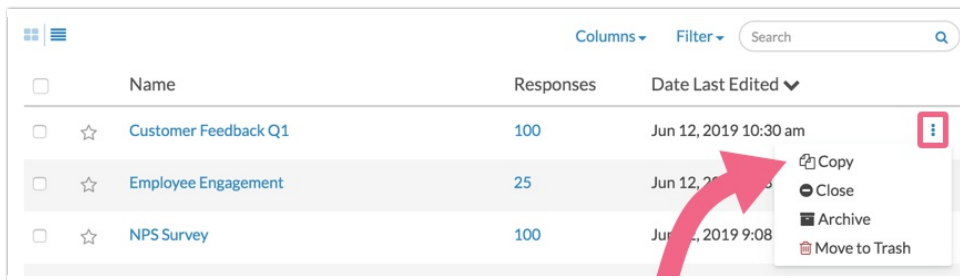 Columns Filter Search
Name Responses Date Last Edited
Customer Feedback Q1 100 Jun 12, 2019 10:30 am
Copy
Employee Engagement 25 Jun 12,
Close
Archive
NPS Survey 100 2019 9:08
Move to Trash